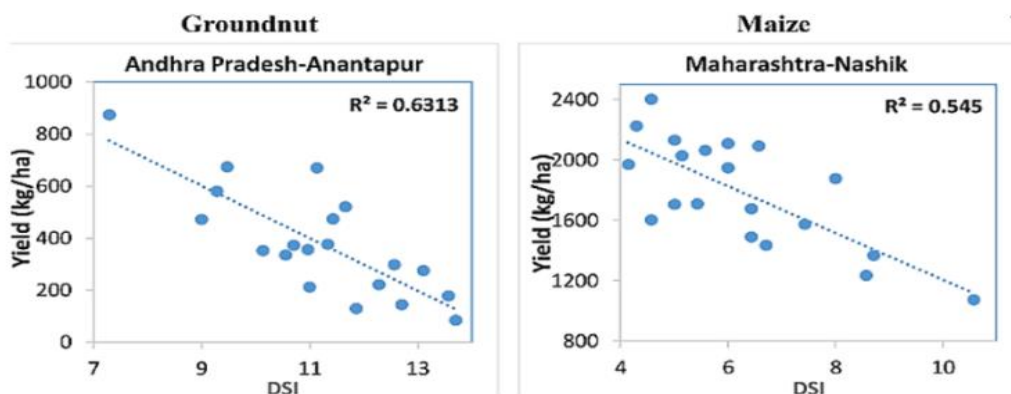 Groundnut
Andhra Pradesh-Anantapur
R² = 0.6313
Yield (kg/ha)
1000
800
600
400
200
0
7 9 11 13
DSI
Maize
Maharashtra-Nashik
R² = 0.545
Yield (kg/ha)
2400
2000
1600
1200
800
4 6 8 10
DSI